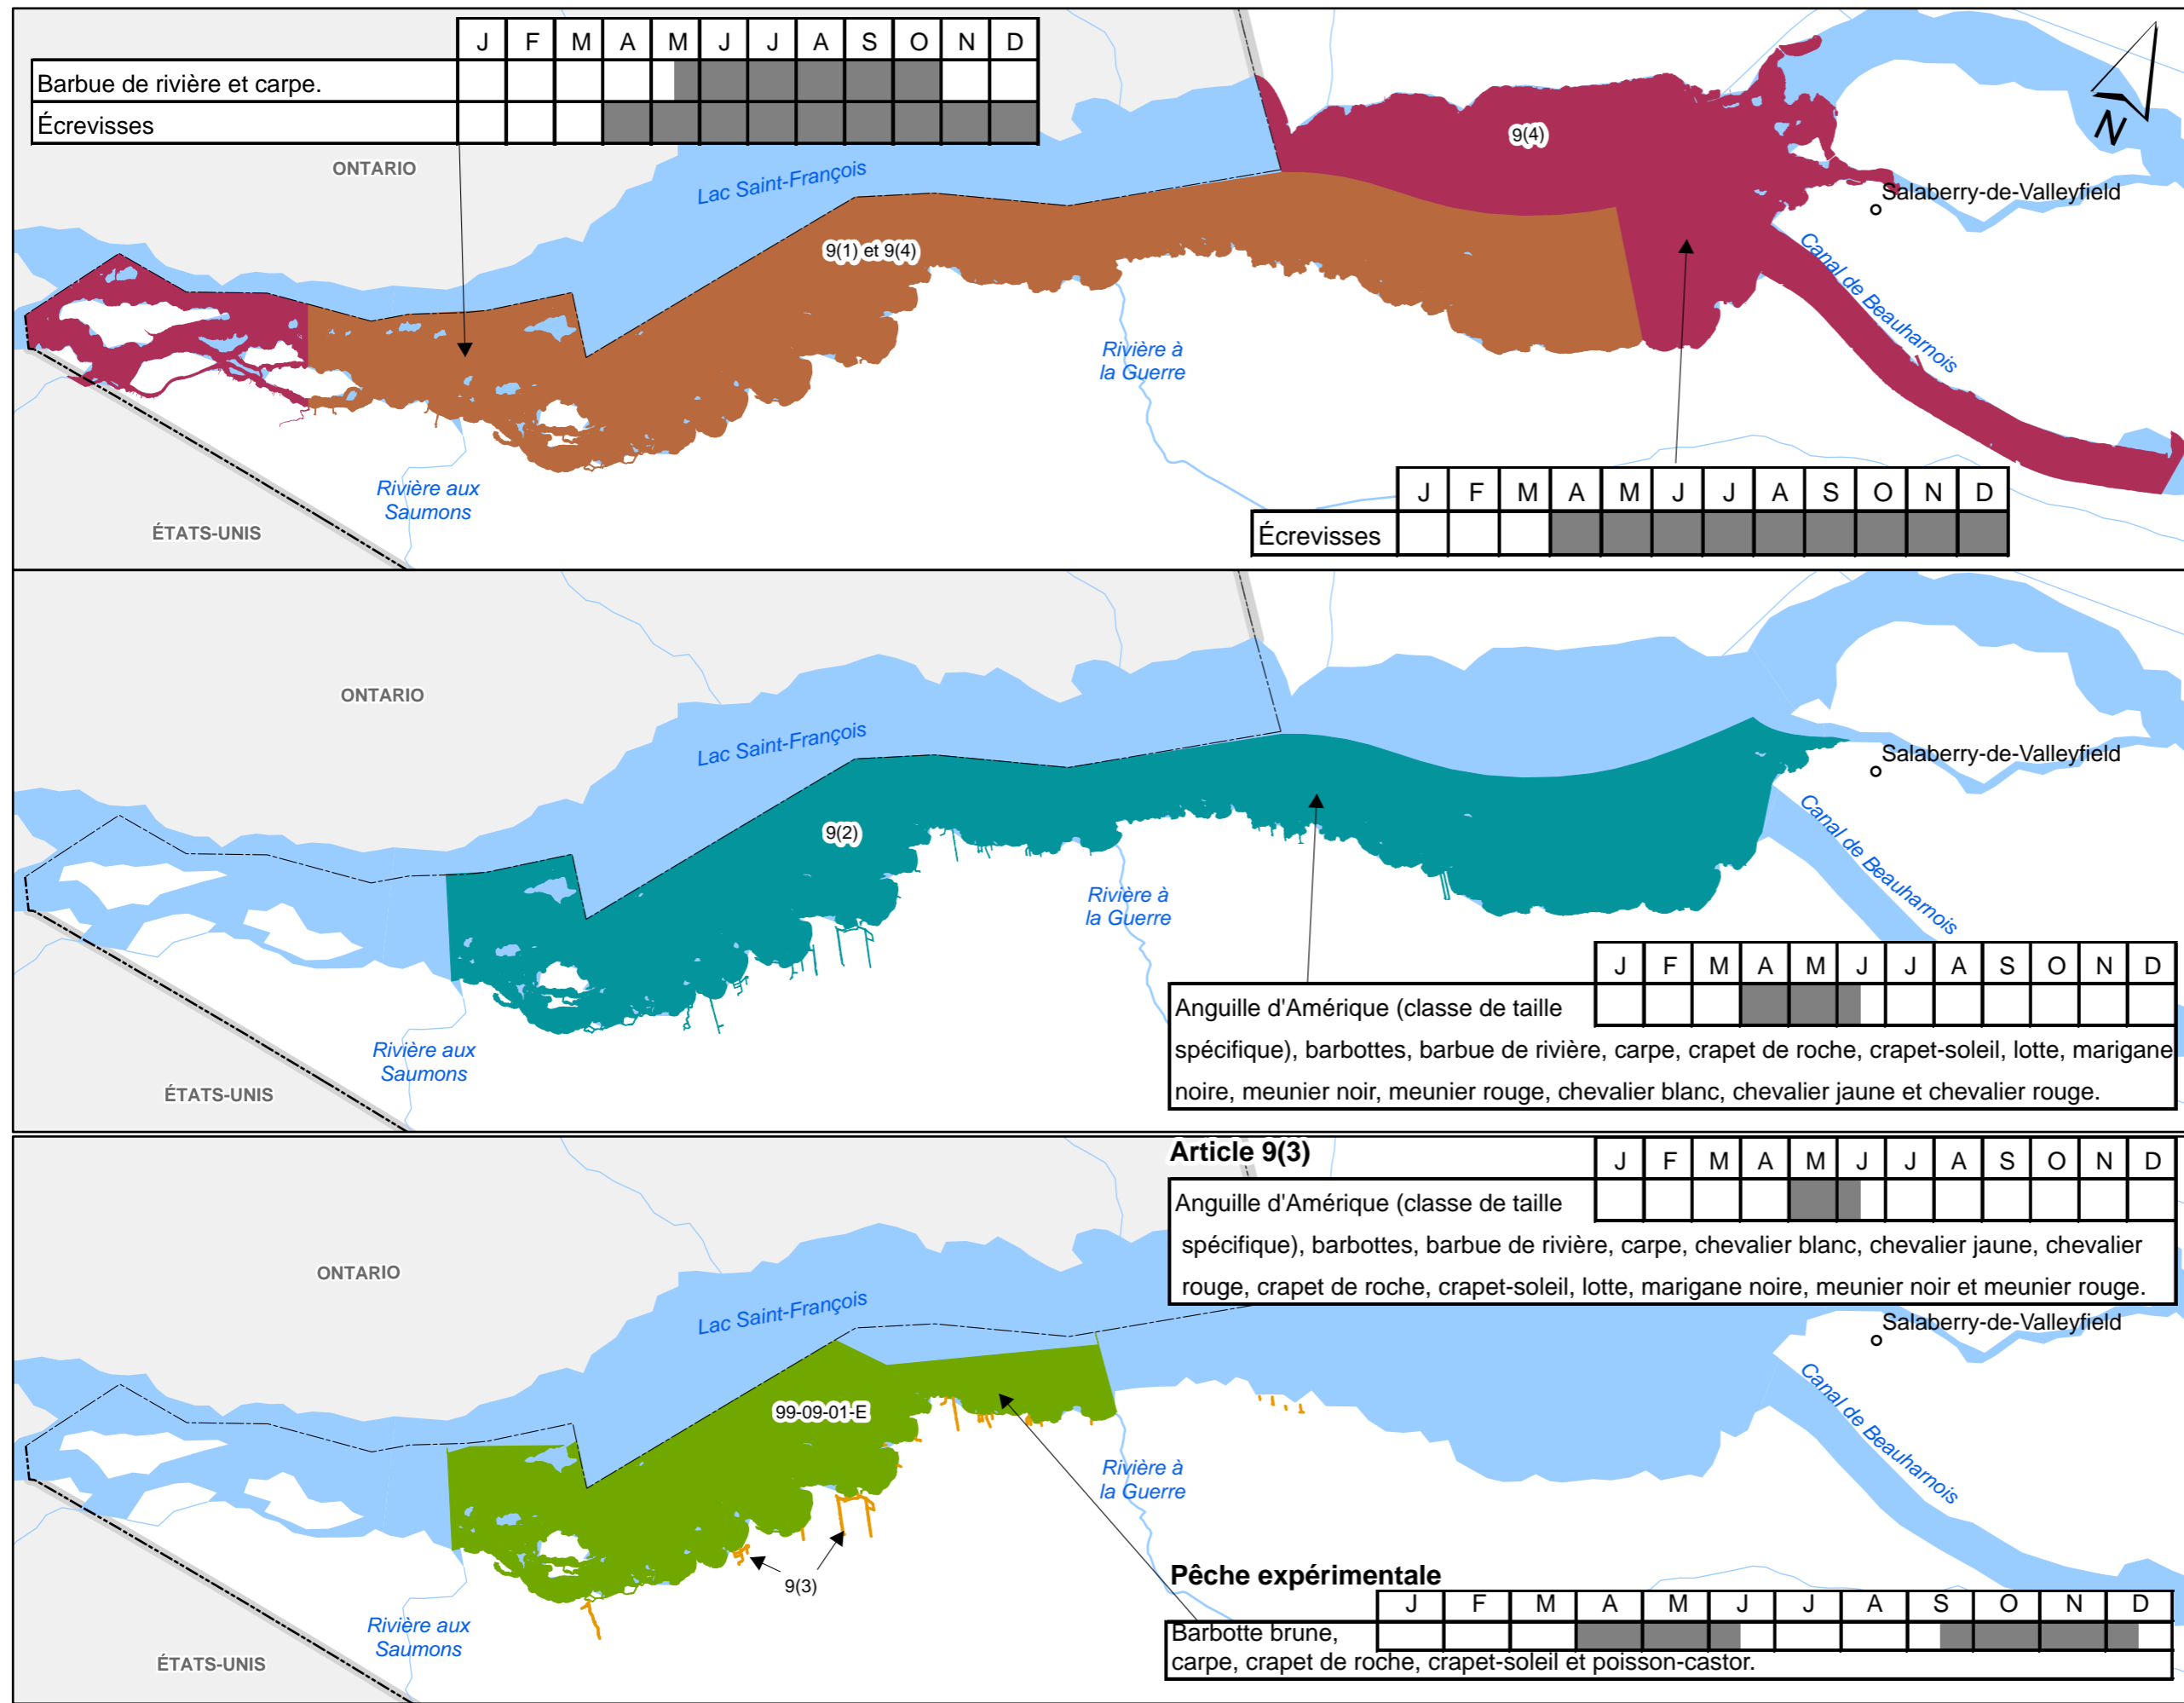 J F M A M J J A S O N D
Barbue de rivière et carpe.
Écrevisses
ONTARIO
Lac Saint-François
9(4)
N
Salaberry-de-Valleyfield
9(1) et 9(4)
Canal de Beauharnois
Rivière à
la Guerre
Rivière aux
Saumons
ÉTATS-UNIS
J F M A M J J A S O N D
Écrevisses
ONTARIO
Lac Saint-François
Salaberry-de-Valleyfield
9(2)
Canal de Beauharnois
Rivière à
la Guerre
Rivière aux
Saumons
ÉTATS-UNIS
J F M A M J J A S O N D
Anguille d'Amérique (classe de taille
spécifique), barbottes, barbue de rivière, carpe, crapet de roche, crapet-soleil, lotte, marigane
noire, meunier noir, meunier rouge, chevalier blanc, chevalier jaune et chevalier rouge.
Article 9(3)
J F M A M J J A S O N D
Anguille d'Amérique (classe de taille
spécifique), barbottes, barbue de rivière, carpe, chevalier blanc, chevalier jaune, chevalier
rouge, crapet de roche, crapet-soleil, lotte, marigane noire, meunier noir et meunier rouge.
ONTARIO
Lac Saint-François
Salaberry-de-Valleyfield
99-09-01-E
Canal de Beauharnois
Rivière à
la Guerre
9(3)
Rivière aux
Saumons
ÉTATS-UNIS
Pêche expérimentale
J F M A M J J A S O N D
Barbotte brune,
carpe, crapet de roche, crapet-soleil et poisson-castor.